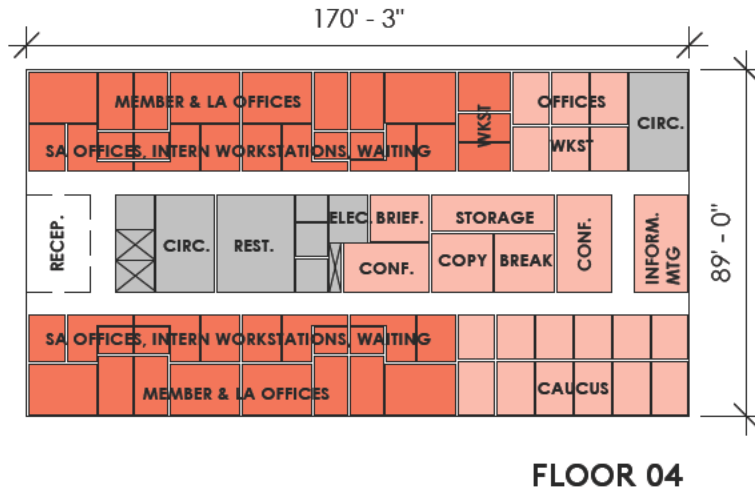 170' - 3"
MEMBER & LA OFFICES
OFFICES
CIRC.
WKST
SA OFFICES, INTERN WORKSTATIONS, WAITING
WKST
RECEP.
CIRC.
REST.
ELEC.
BRIEF.
STORAGE
CONF.
COPY
BREAK
CONF.
INFORM.
MTG
89' - 0"
SA OFFICES, INTERN WORKSTATIONS, WAITING
MEMBER & LA OFFICES
CAUCUS
FLOOR 04